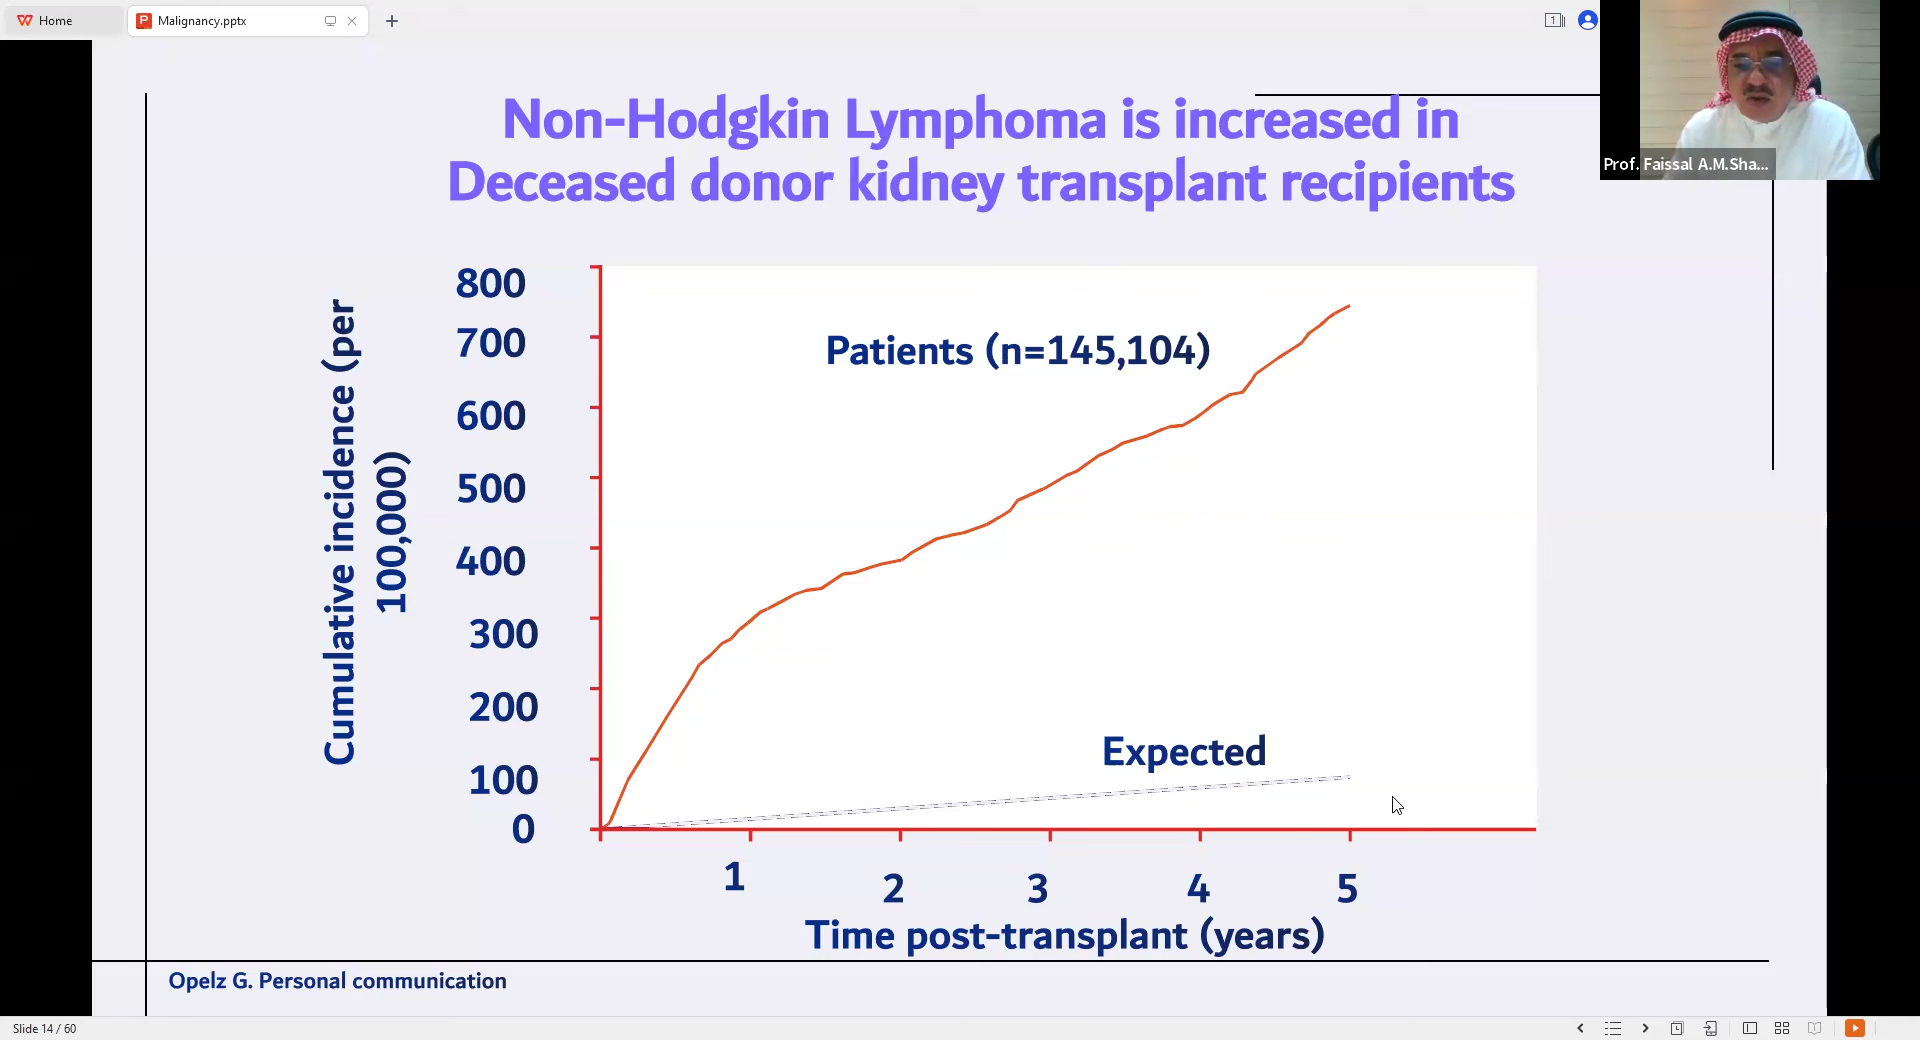 Home
Malignancy.pptx
1
Prof. Faissal A.M.Sha...
Non-Hodgkin Lymphoma is increased in
Deceased donor kidney transplant recipients
Cumulative incidence (per
100,000)
800
700
600
500
400
300
200
100
0
Patients (n=145,104)
Expected
1
2
3
4
5
Time post-transplant (years)
Opelz G. Personal communication
Slide 14 / 60